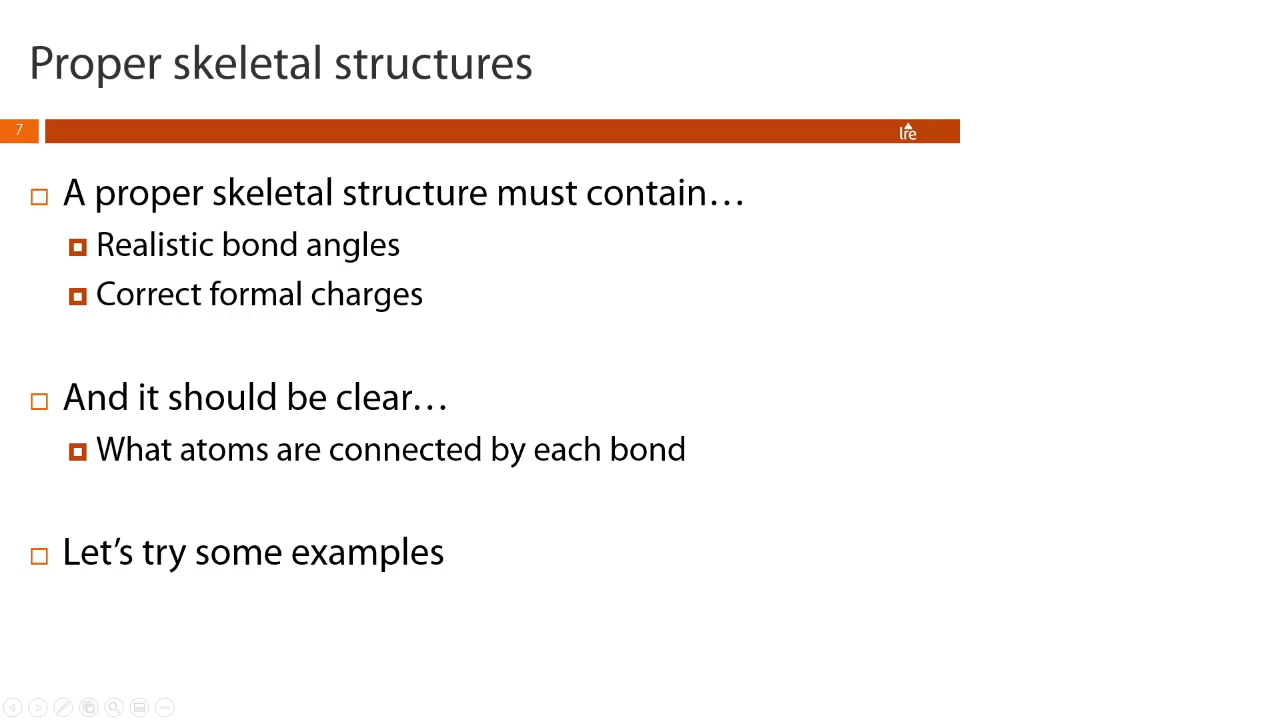 Proper skeletal structures
7
lre
A proper skeletal structure must contain…
Realistic bond angles
Correct formal charges
And it should be clear…
What atoms are connected by each bond
Let’s try some examples